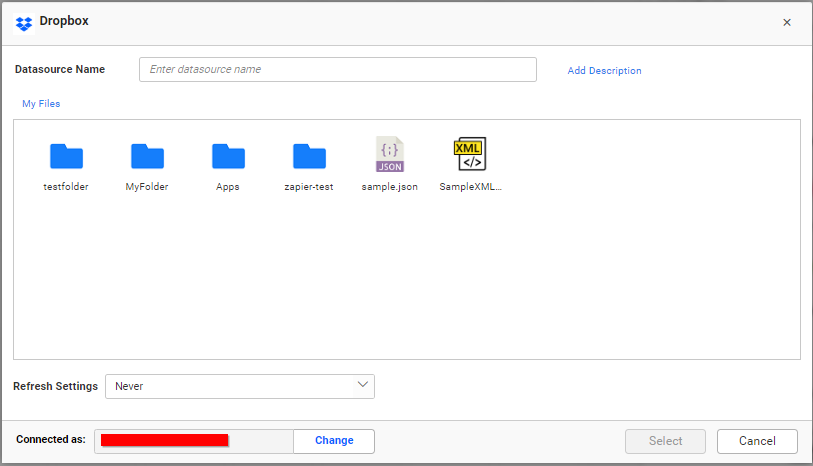 Dropbox
Datasource Name
Enter datasource name
Add Description
My Files
{;}
JSON
XML
</>
testfolder
MyFolder
Apps
zapier-test
sample.json
SampleXML...
Refresh Settings
Never
Connected as:
Change
Select
Cancel